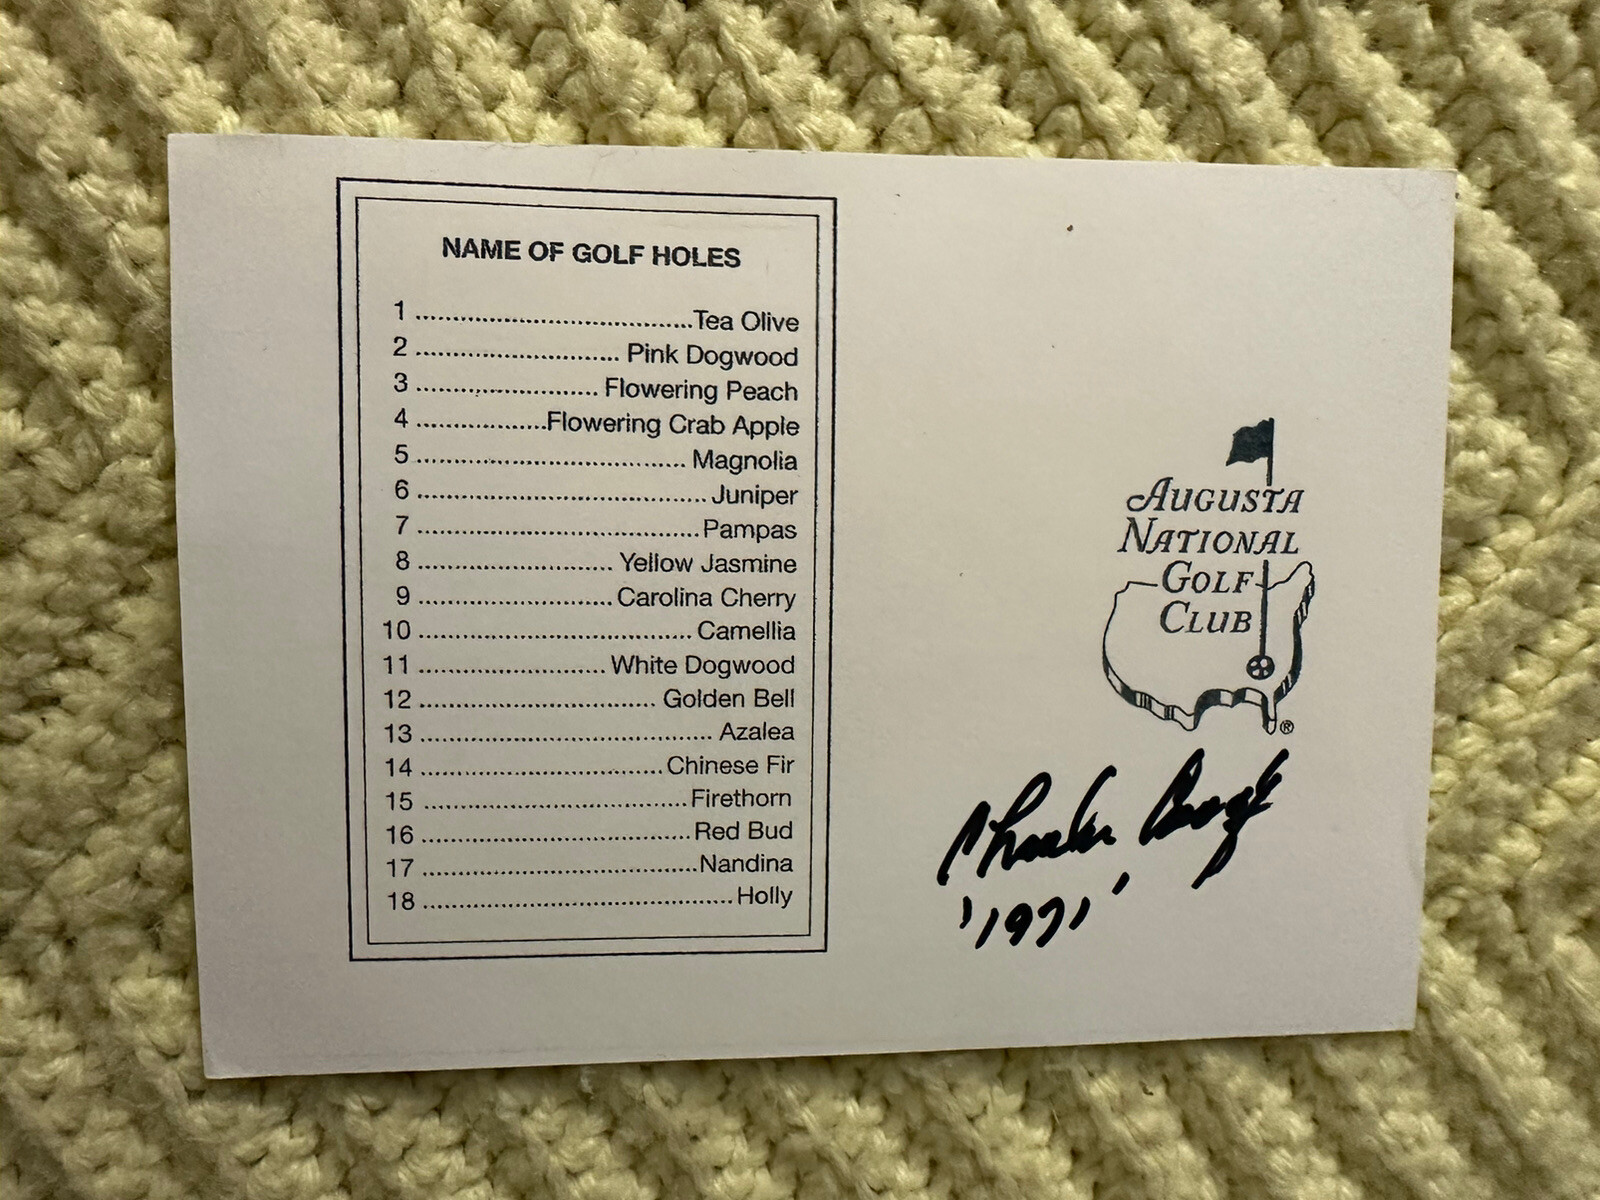 NAME OF GOLF HOLES
1 ..................................... Tea Olive
2 ........................... Pink Dogwood
3 ......................... Flowering Peach
4 .................. Flowering Crab Apple
5 .................................... Magnolia
6 ....................................... Juniper
7 ...................................... Pampas
8 .......................... Yellow Jasmine
9 .......................... Carolina Cherry
10 ..................................... Camellia
11 ......................... White Dogwood
12 ................................ Golden Bell
13 ....................................... Azalea
14 ................................. Chinese Fir
15 ................................... Firethorn
16 .................................... Red Bud
17 ..................................... Nandina
18 .......................................... Holly
AUGUSTA
NATIONAL
GOLF
CLUB
®
Charles Coody
'1971'